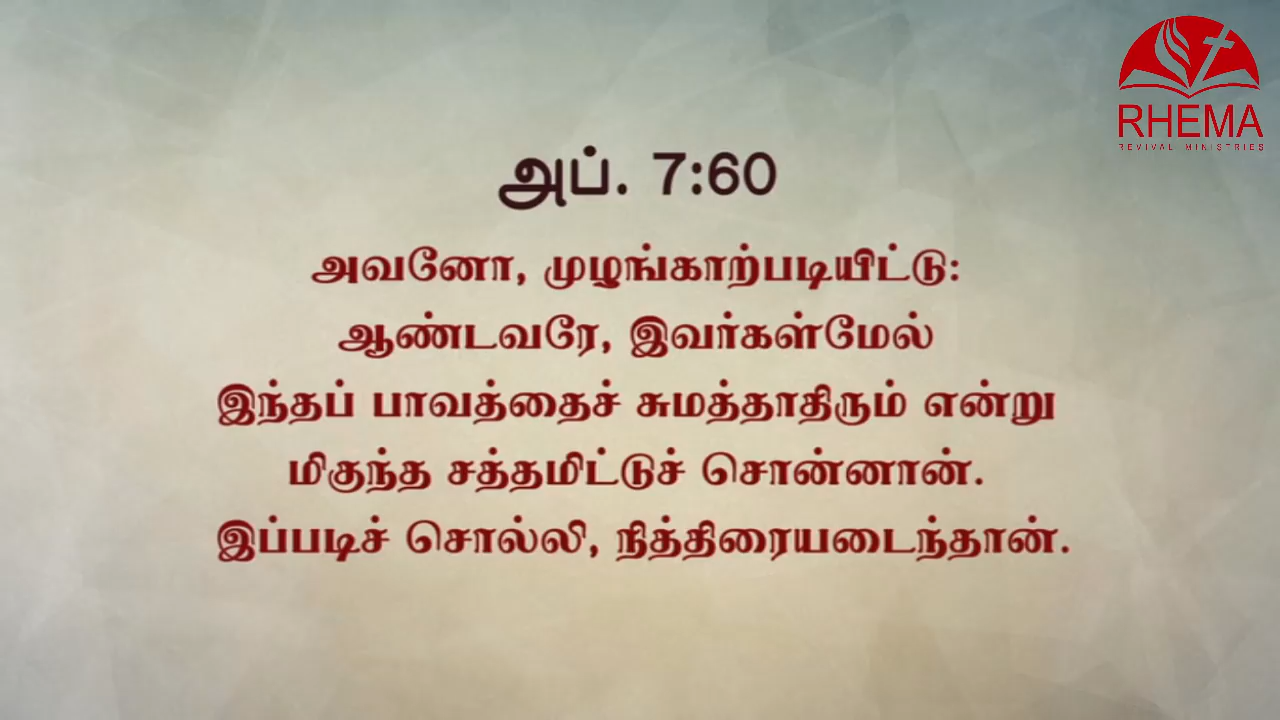 RHEMA
REVIVAL MINISTRIES
அப். 7:60
அவனோ, முழங்காற்படியிட்டு:
ஆண்டவரே, இவர்கள்மேல்
இந்தப் பாவத்தைச் சுமத்தாதிரும் என்று
மிகுந்த சத்தமிட்டுச் சொன்னான்.
இப்படிச் சொல்லி, நித்திரையடைந்தான்.